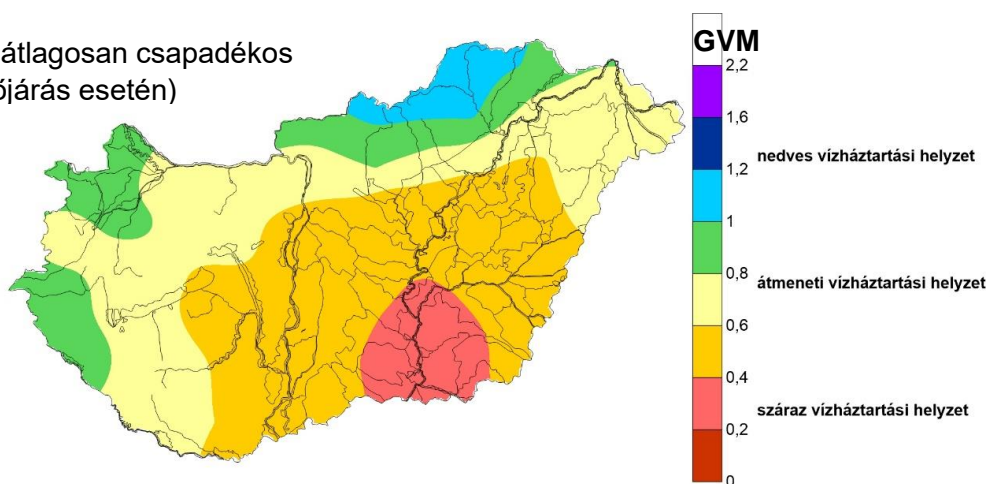 átlagosan csapadékos
őjárás esetén)
GVM
2,2
1,6
nedves vízháztartási helyzet
1,2
1
0,8
átmeneti vízháztartási helyzet
0,6
0,4
száraz vízháztartási helyzet
0,2
0